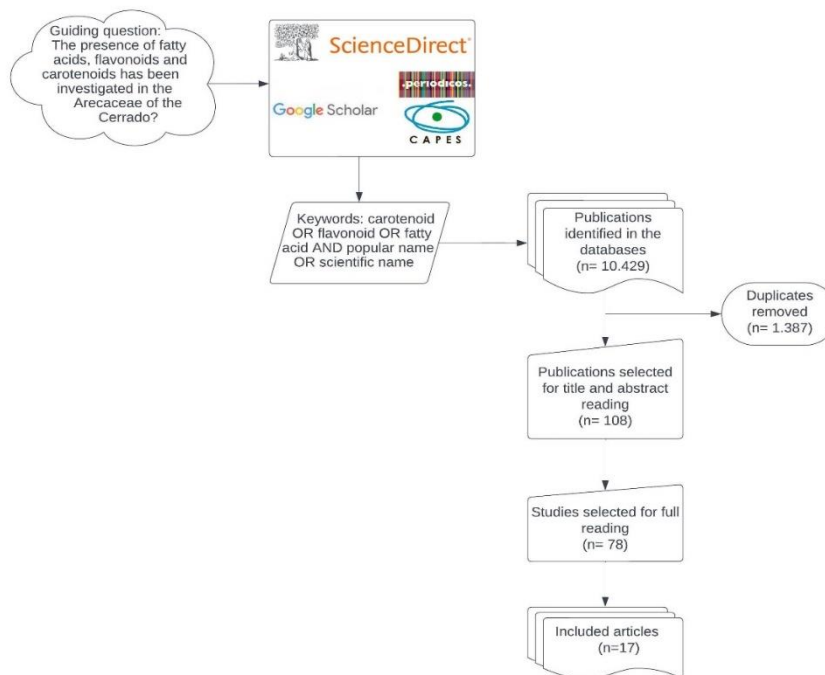 Guiding question:
The presence of fatty
acids, flavonoids and
carotenoids has been
investigated in the
Arecaceae of the
Cerrado?
ScienceDirect
.periodicos.
Google Scholar
CAPES
Keywords: carotenoid
OR flavonoid OR fatty
acid AND popular name
OR scientific name
Publications
identified in the
databases
(n= 10.429)
Duplicates
removed
(n= 1.387)
Publications selected
for title and abstract
reading
(n= 108)
Studies selected for full
reading
(n= 78)
Included articles
(n=17)